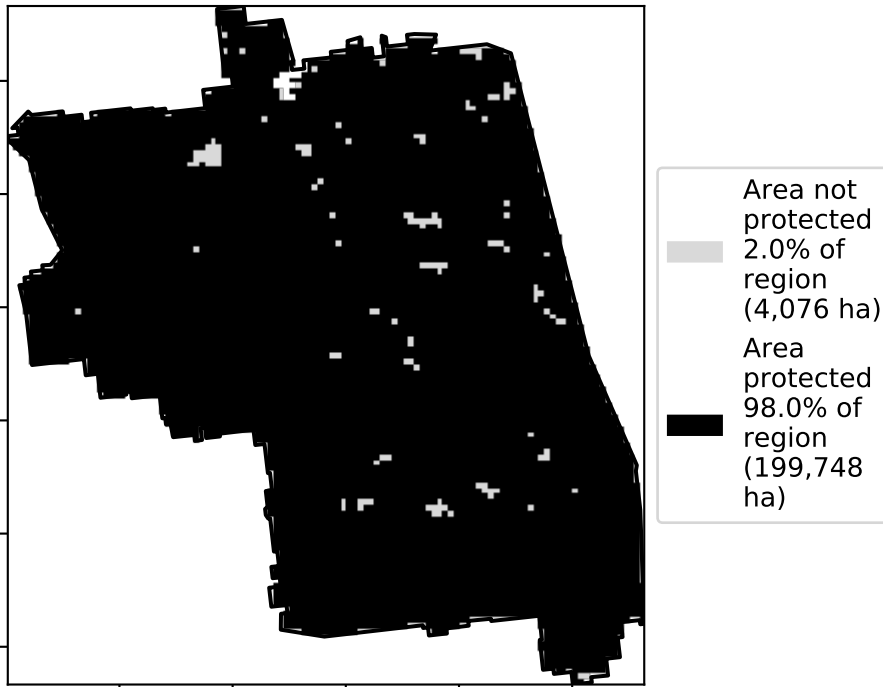 Area not
protected
2.0% of
region
(4,076 ha)
Area
protected
98.0% of
region
(199,748
ha)